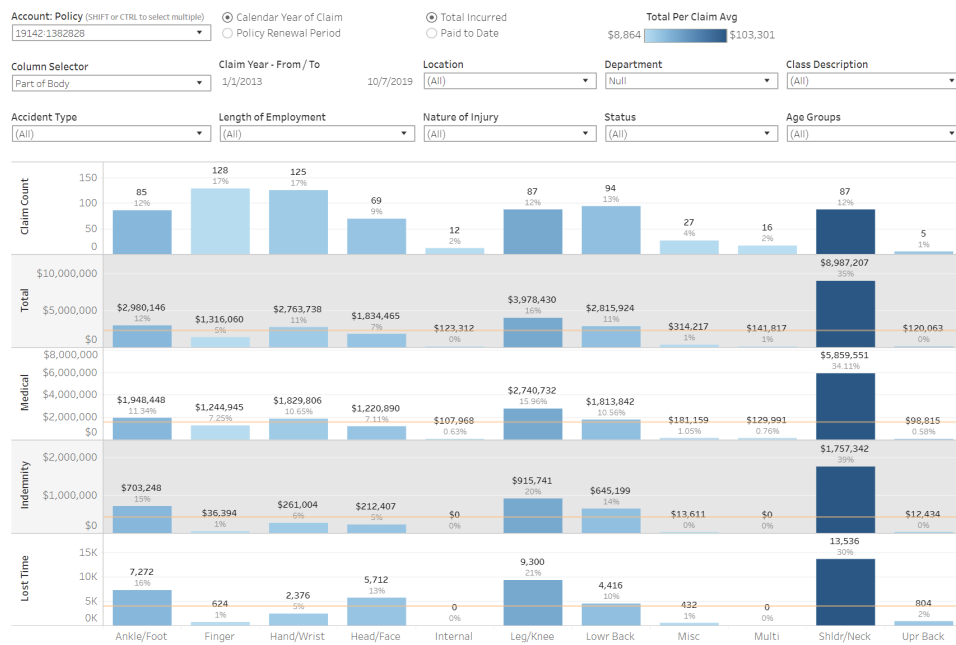 Account: Policy (SHIFT or CTRL to select multiple)
19142:1382828
Calendar Year of Claim
Policy Renewal Period
Total Incurred
Paid to Date
Total Per Claim Avg
$8,864 $103,301
Column Selector
Part of Body
Claim Year - From / To
1/1/2013 10/7/2019
Location
(All)
Department
Null
Class Description
(All)
Accident Type
(All)
Length of Employment
(All)
Nature of Injury
(All)
Status
(All)
Age Groups
(All)
Claim Count
150
100
50
0
85 128 125 69 12 87 94 27 16 87 5
12% 17% 17% 9% 2% 12% 13% 4% 2% 12% 1%
Total
$10,000,000
$5,000,000
$0
$2,980,146 $1,316,060 $2,763,738 $1,834,465 $123,312 $3,978,430 $2,815,924 $314,217 $141,817 $8,987,207 $120,063
12% 5% 11% 7% 0% 16% 11% 1% 1% 35% 0%
Medical
$8,000,000
$6,000,000
$4,000,000
$2,000,000
$0
$1,948,448 $1,244,945 $1,829,806 $1,220,890 $107,968 $2,740,732 $1,813,842 $181,159 $129,991 $5,859,551 $98,815
11.34% 7.25% 10.65% 7.11% 0.63% 15.96% 10.56% 1.05% 0.76% 34.11% 0.58%
Indemnity
$2,000,000
$1,000,000
$0
$703,248 $36,394 $261,004 $212,407 $0 $915,741 $645,199 $13,611 $0 $1,757,342 $12,434
15% 1% 6% 5% 0% 20% 14% 0% 0% 39% 0%
Lost Time
15K
10K
5K
0K
7,272 624 2,376 5,712 0 9,300 4,416 432 0 13,536 804
16% 1% 5% 13% 0% 21% 10% 1% 0% 30% 2%
Ankle/Foot Finger Hand/Wrist Head/Face Internal Leg/Knee Lowr Back Misc Multi Shldr/Neck Upr Back